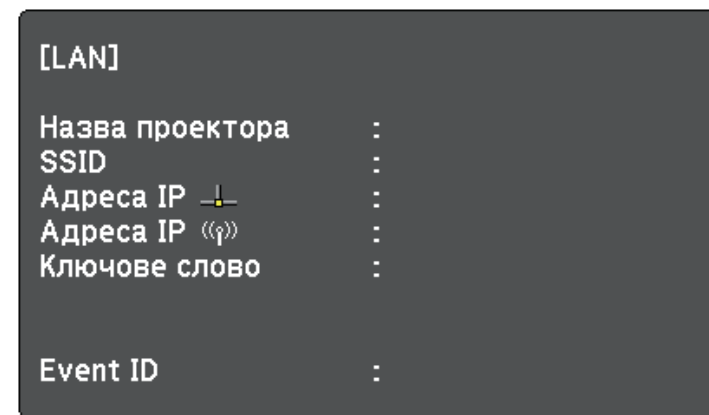 [LAN]
Назва проектора :
SSID :
Адреса IP :
Адреса IP :
Ключове слово :
Event ID :